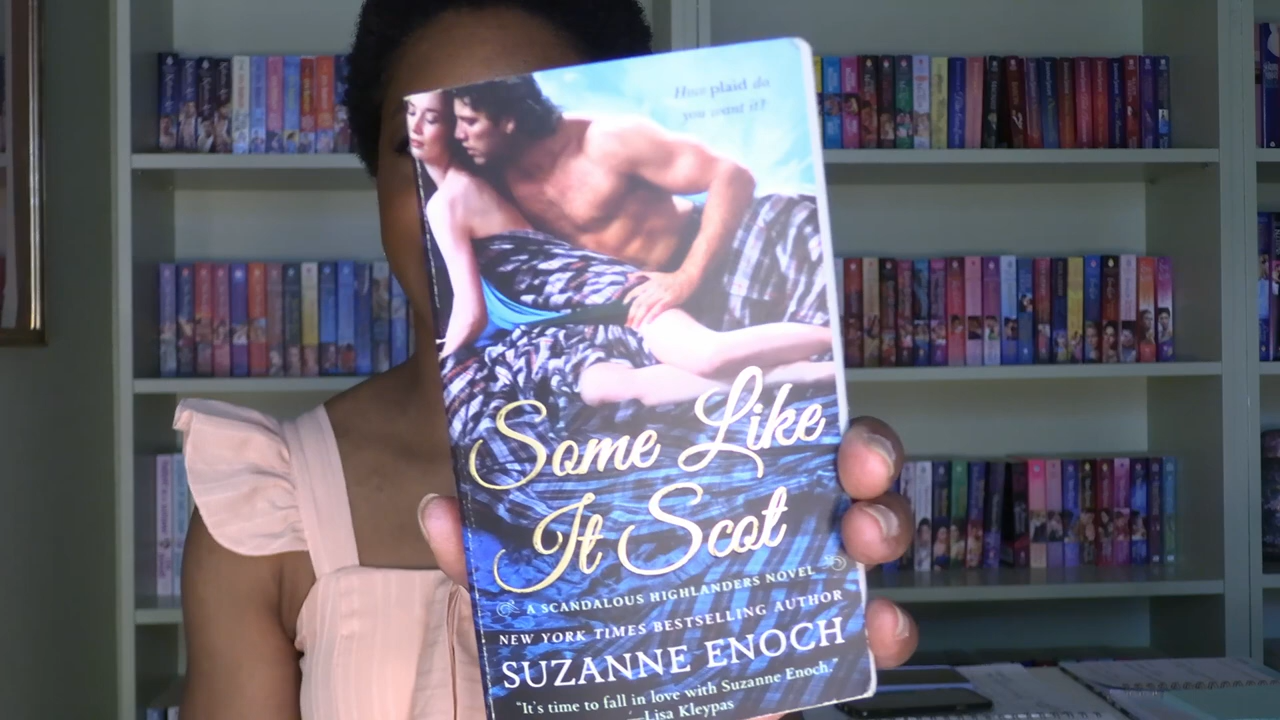 How plaid do
you want it?
Some Like
It Scot
A SCANDALOUS HIGHLANDERS NOVEL
NEW YORK TIMES BESTSELLING AUTHOR
SUZANNE ENOCH
"It's time to fall in love with Suzanne Enoch."
—Lisa Kleypas